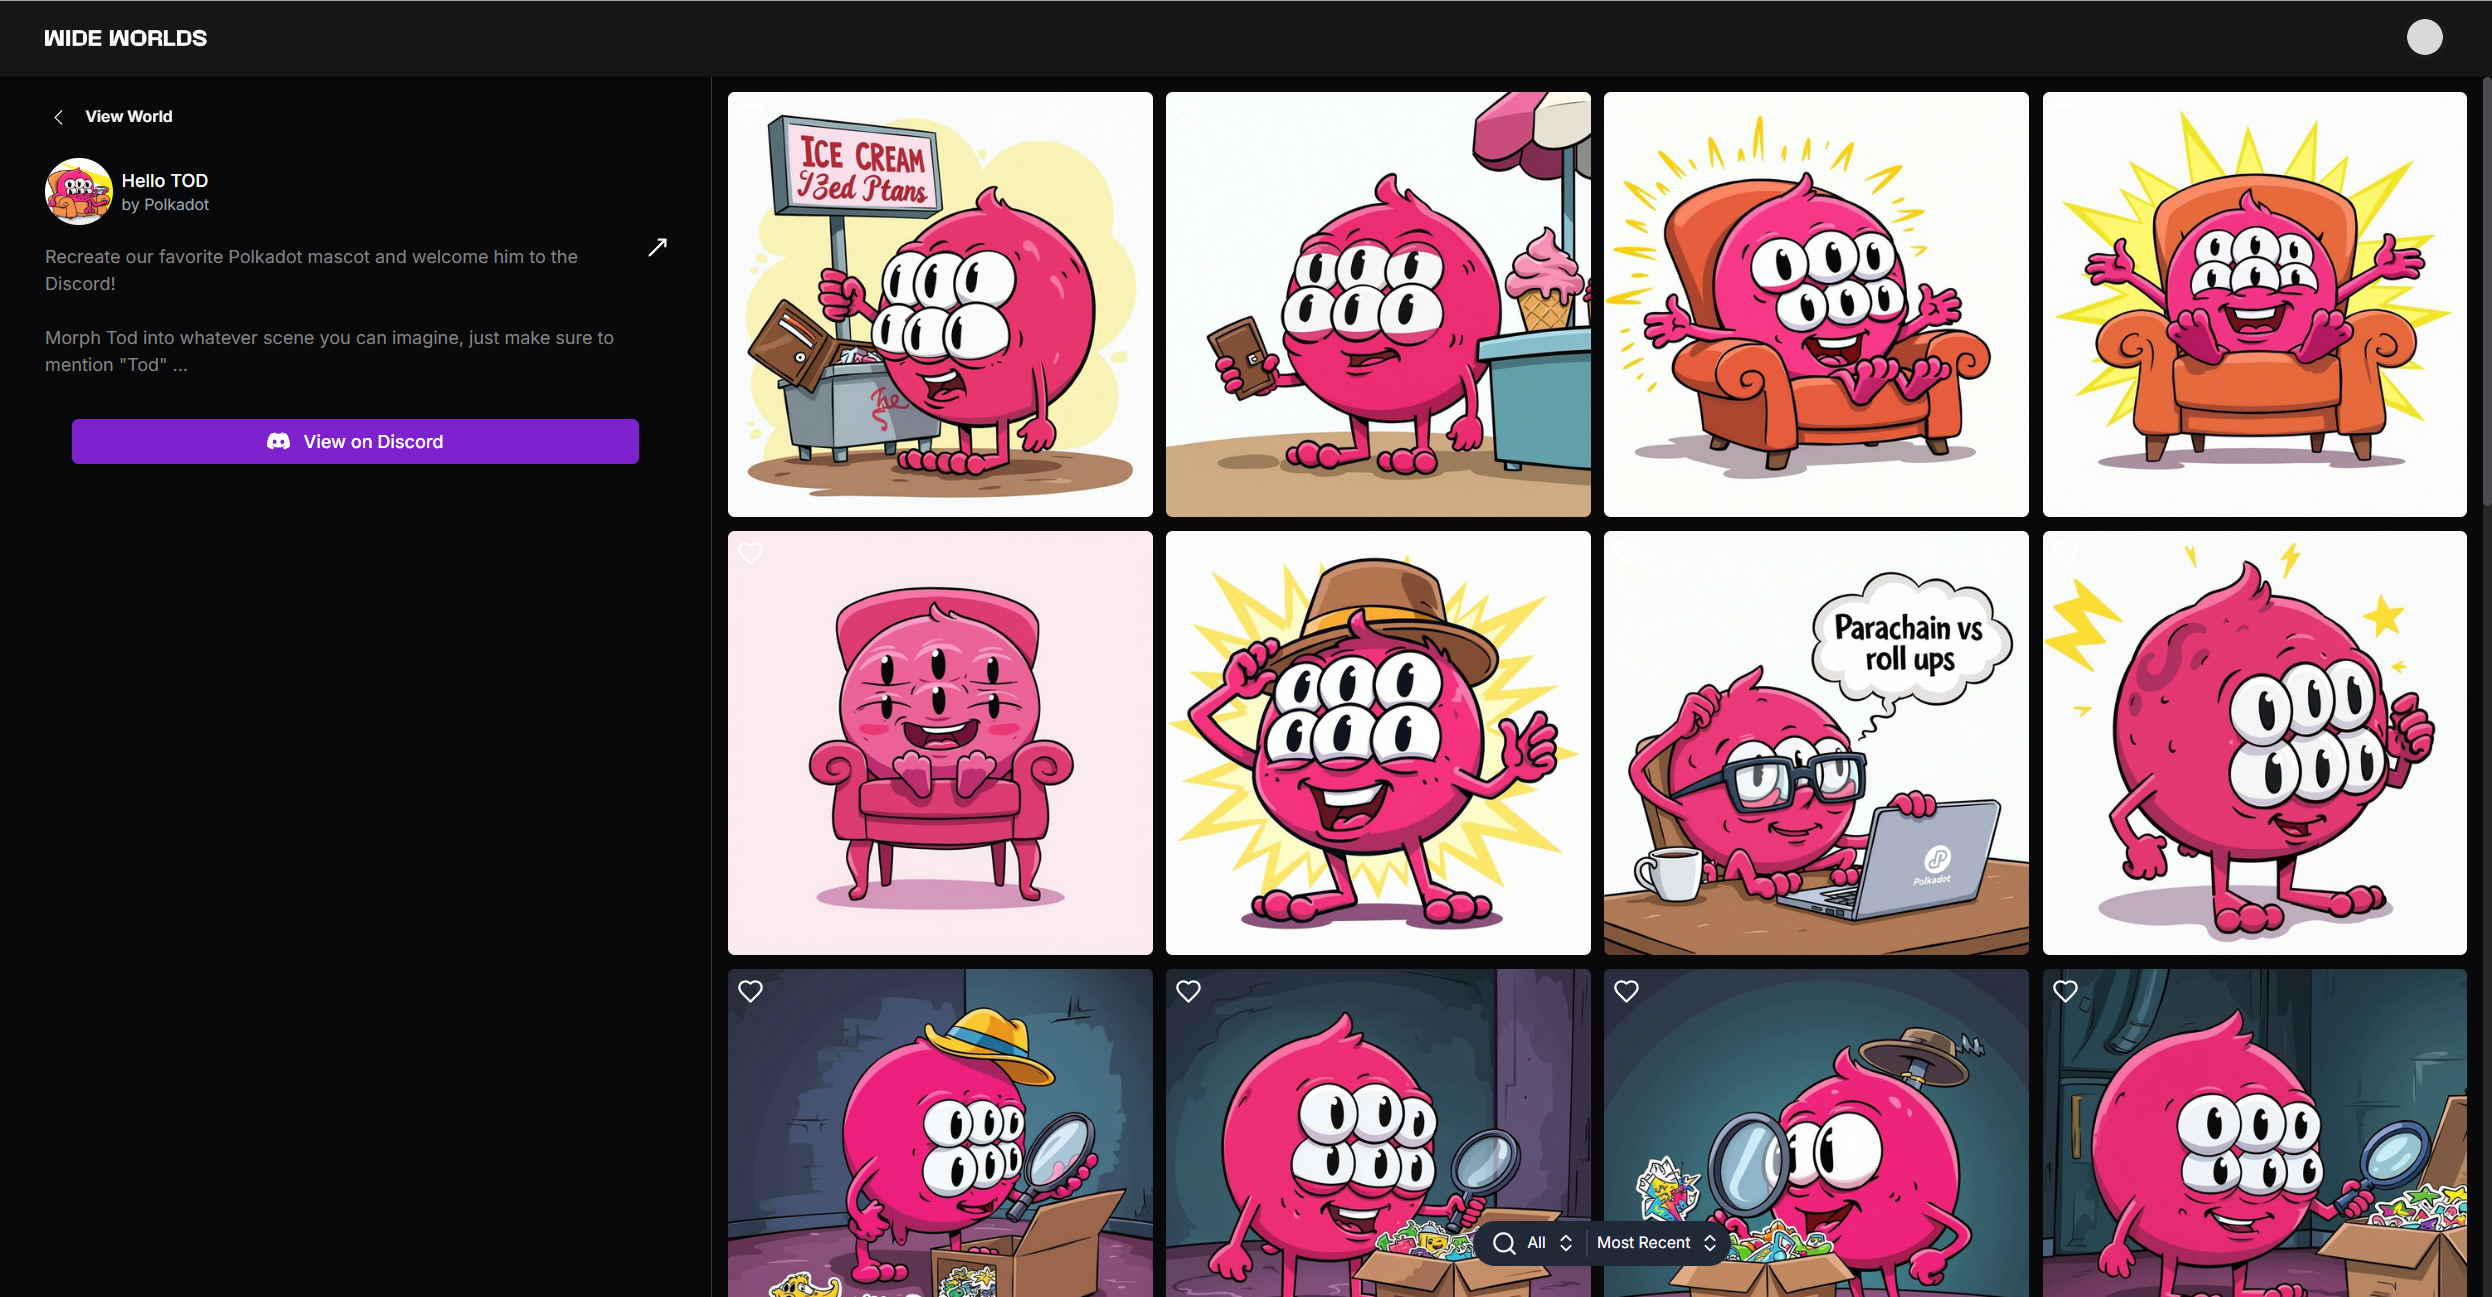 WIDE WORLDS
View World
Hello TOD
by Polkadot
Recreate our favorite Polkadot mascot and welcome him to the
Discord!
Morph Tod into whatever scene you can imagine, just make sure to
mention "Tod" ...
View on Discord
ICE CREAM
Ptans
Parachain vs
roll ups
Polkadot
All
Most Recent